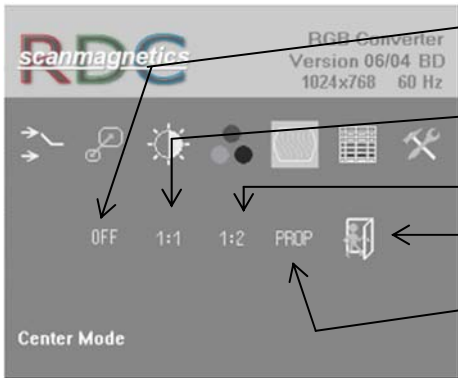 RDC
scanmagnetics
RGB Converter
Version 06/04 BD
1024x768 60 Hz
OFF 1:1 1:2 PROP
Center Mode